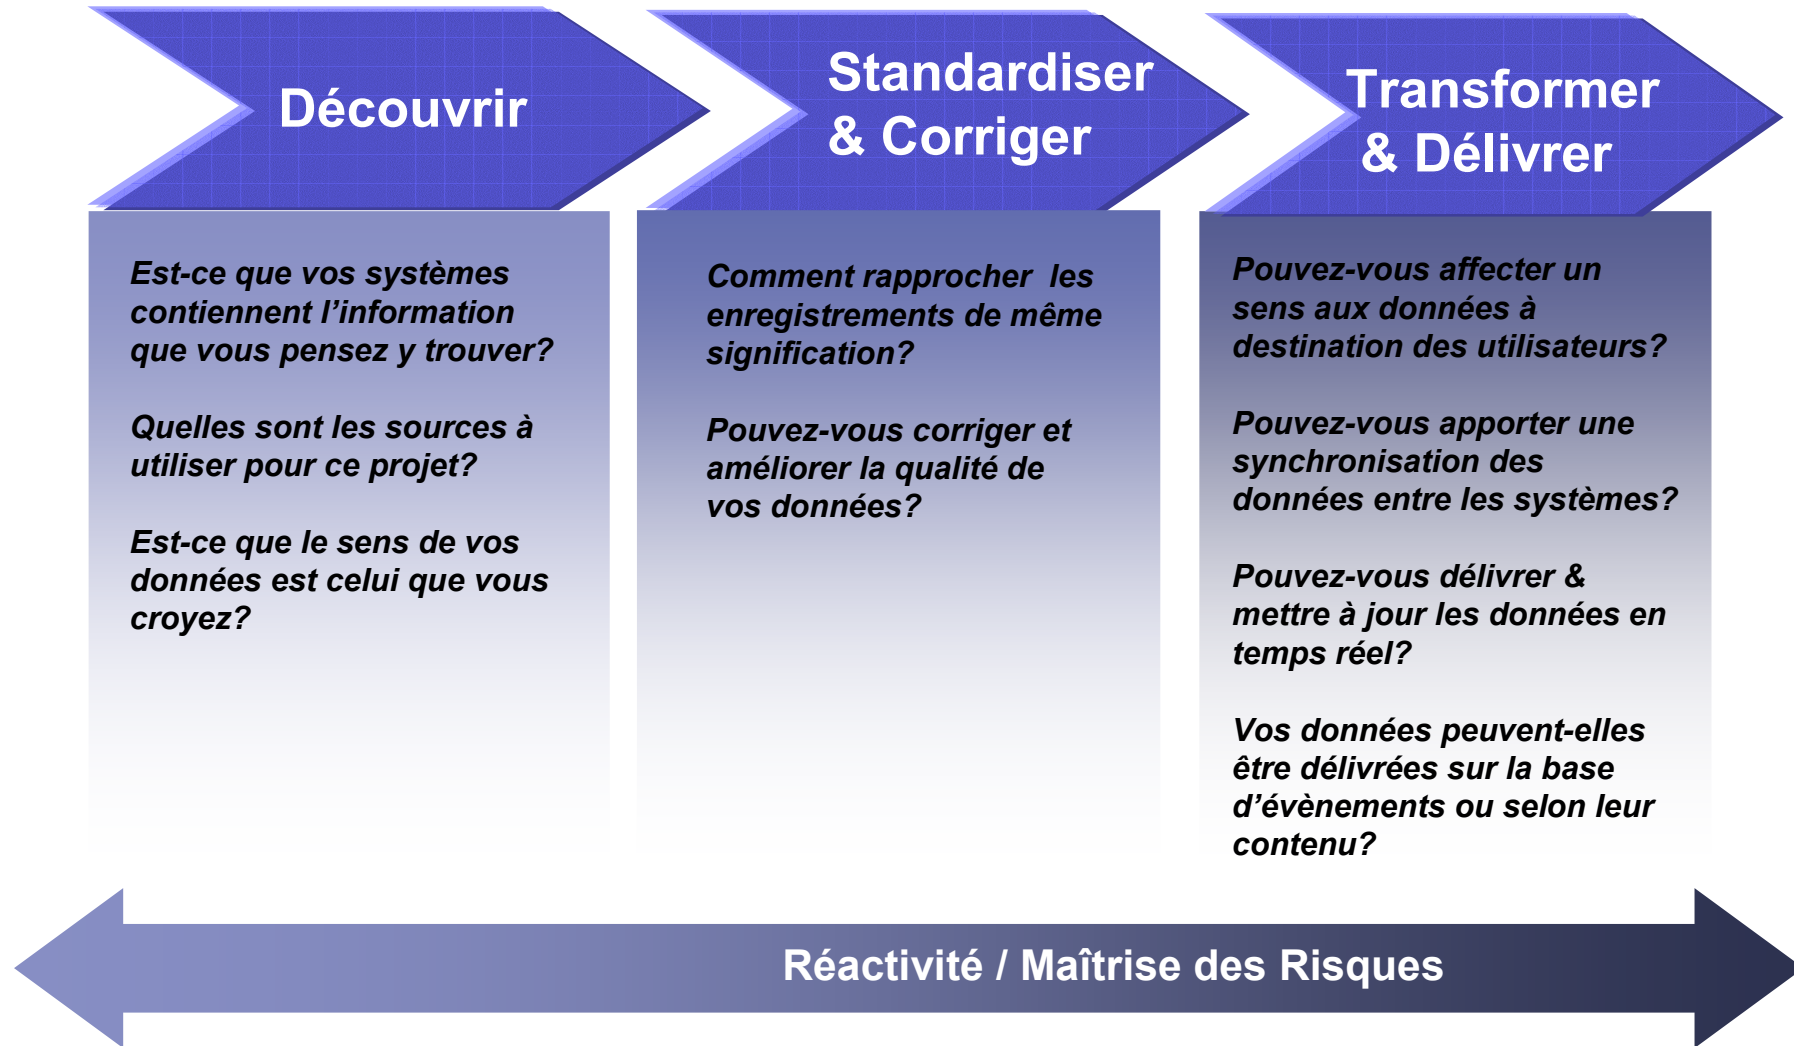 Découvrir
Est-ce que vos systèmes
contiennent l’information
que vous pensez y trouver?
Quelles sont les sources à
utiliser pour ce projet?
Est-ce que le sens de vos
données est celui que vous
croyez?
Standardiser
& Corriger
Comment rapprocher  les
enregistrements de même
signification?
Pouvez-vous corriger et
améliorer la qualité de
vos données?
Transformer
& Délivrer
Pouvez-vous affecter un
sens aux données à
destination des utilisateurs?
Pouvez-vous apporter une
synchronisation des
données entre les systèmes?
Pouvez-vous délivrer &
mettre à jour les données en
temps réel?
Vos données peuvent-elles
être délivrées sur la base
d’évènements ou selon leur
contenu?
Réactivité / Maîtrise des Risques